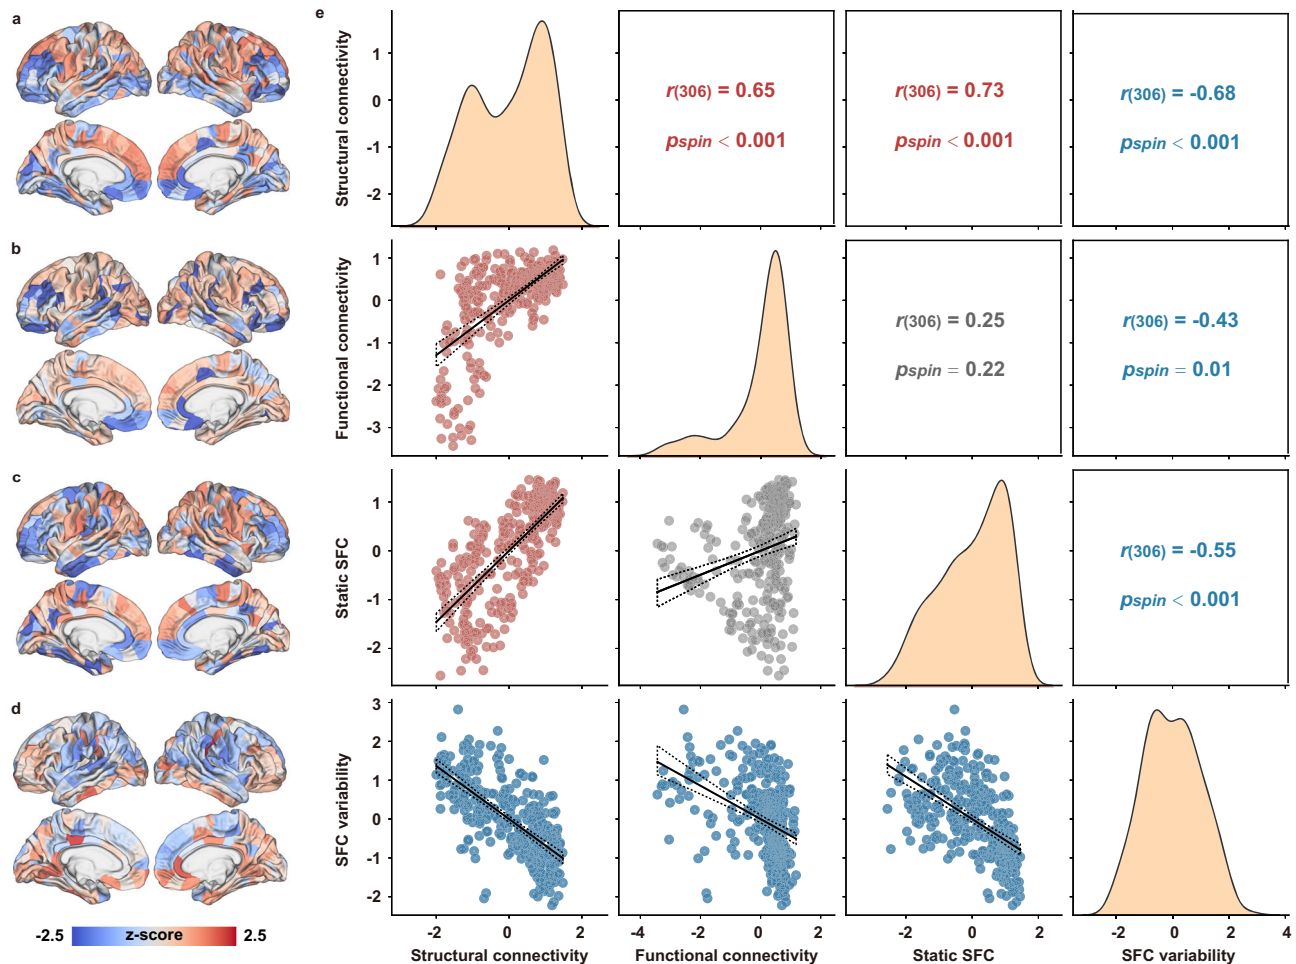 a
e
Structural connectivity
1
0
-1
-2
r(306) = 0.65
pspin < 0.001
r(306) = 0.73
pspin < 0.001
r(306) = -0.68
pspin < 0.001
b
Functional connectivity
1
0
-1
-2
-3
r(306) = 0.25
pspin = 0.22
r(306) = -0.43
pspin = 0.01
c
Static SFC
1
0
-1
-2
r(306) = -0.55
pspin < 0.001
d
SFC variability
3
2
1
0
-1
-2
-2 0 2
-4 -2 0 2
-2 0 2
-2 0 2 4
-2.5 z-score 2.5
Structural connectivity
Functional connectivity
Static SFC
SFC variability